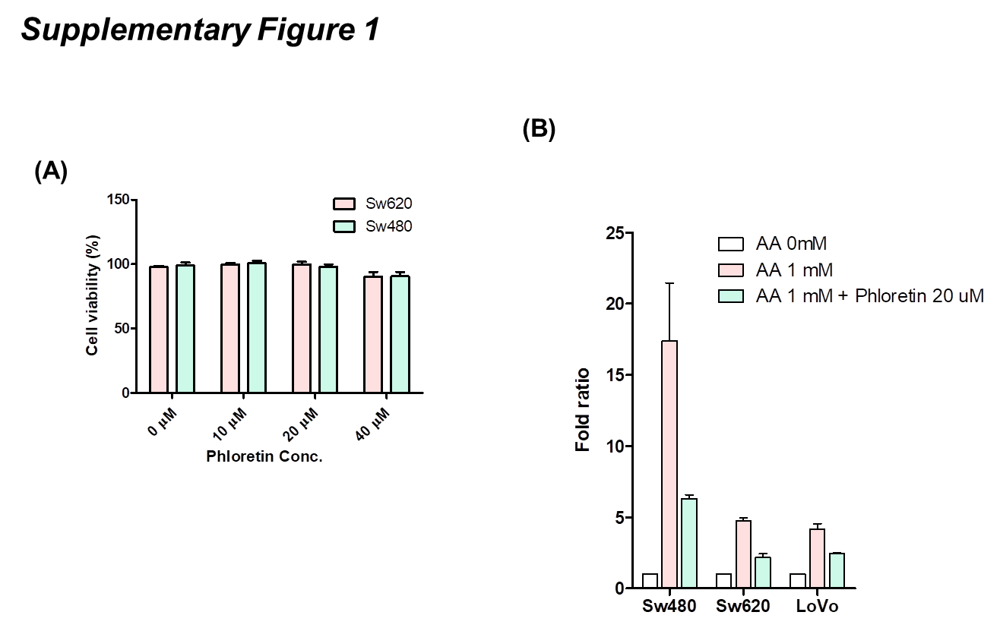 Supplementary Figure 1
(A)
150
100
50
0
Cell viability (%)
Sw620
Sw480
0 µM
10 µM
20 µM
40 µM
Phloretin Conc.
(B)
25
20
15
10
5
0
Fold ratio
AA 0mM
AA 1 mM
AA 1 mM + Phloretin 20 uM
Sw480
Sw620
LoVo